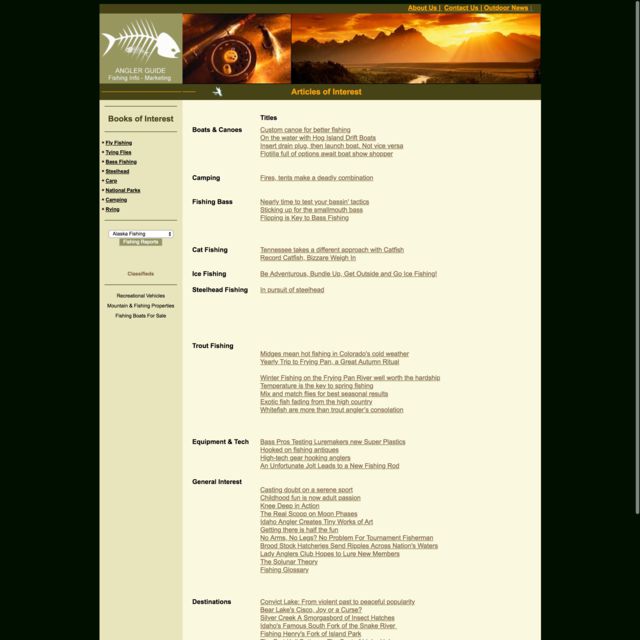 About Us | Contact Us | Outdoor News |
ANGLER GUIDE
Fishing Info - Marketing
Articles of Interest
Books of Interest
Fly Fishing
Tying Flies
Bass Fishing
Steelhead
Carp
National Parks
Camping
Rving
Alaska Fishing
Fishing Reports
Classifieds
Recreational Vehicles
Mountain & Fishing Properties
Fishing Boats For Sale
Titles
Boats & Canoes
Custom canoe for better fishing
On the water with Hog Island Drift Boats
Insert drain plug, then launch boat. Not vice versa
Flotilla full of options await boat show shopper
Camping
Fires, tents make a deadly combination
Fishing Bass
Nearly time to test your bassin' tactics
Sticking up for the smallmouth bass
Flipping is Key to Bass Fishing
Cat Fishing
Tennessee takes a different approach with Catfish
Record Catfish, Bizzare Weigh In
Ice Fishing
Be Adventurous, Bundle Up, Get Outside and Go Ice Fishing!
Steelhead Fishing
In pursuit of steelhead
Trout Fishing
Midges mean hot fishing in Colorado's cold weather
Yearly Trip to Frying Pan, a Great Autumn Ritual
Winter Fishing on the Frying Pan River well worth the hardship
Temperature is the key to spring fishing
Mix and match flies for best seasonal results
Exotic fish fading from the high country
Whitefish are more than trout angler's consolation
Equipment & Tech
Bass Pros Testing Luremakers new Super Plastics
Hooked on fishing antiques
High-tech gear hooking anglers
An Unfortunate Jolt Leads to a New Fishing Rod
General Interest
Casting doubt on a serene sport
Childhood fun is now adult passion
Knee Deep in Action
The Real Scoop on Moon Phases
Idaho Angler Creates Tiny Works of Art
Getting there is half the fun
No Arms, No Legs? No Problem For Tournament Fisherman
Brood Stock Hatcheries Send Ripples Across Nation's Waters
Lady Anglers Club Hopes to Lure New Members
The Solunar Theory
Fishing Glossary
Destinations
Convict Lake: From violent past to peaceful popularity
Bear Lake's Cisco, Joy or a Curse?
Silver Creek A Smorgasbord of Insect Hatches
Idaho's Famous South Fork of the Snake River
Fishing Henry's Fork of Island Park